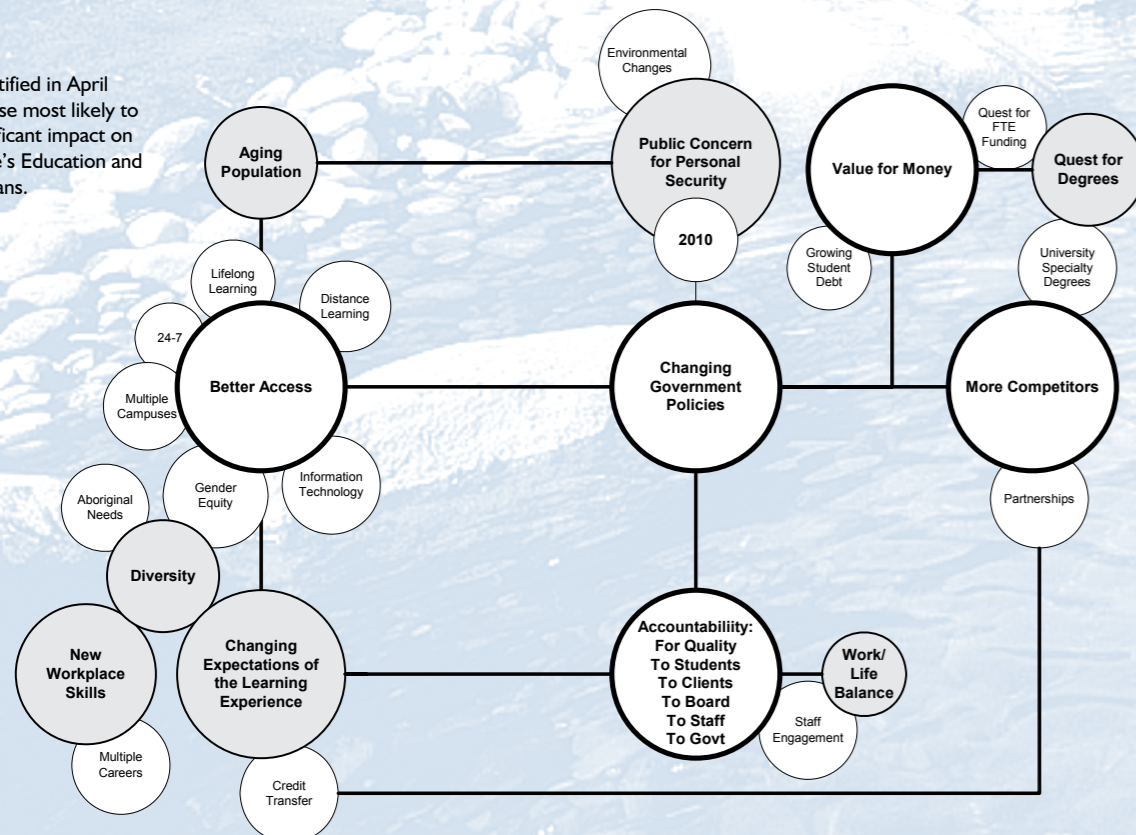 tified in April
se most likely to
ficant impact on
e's Education and
ans.
Environmental
Changes
Aging
Population
Public Concern
for Personal
Security
2010
Value for Money
Quest for
FTE
Funding
Quest for
Degrees
Growing
Student
Debt
University
Specialty
Degrees
Lifelong
Learning
Distance
Learning
24-7
Multiple
Campuses
Better Access
Changing
Government
Policies
More Competitors
Aboriginal
Needs
Gender
Equity
Information
Technology
Partnerships
Diversity
New
Workplace
Skills
Changing
Expectations of
the Learning
Experience
Accountabiliity:
For Quality
To Students
To Clients
To Board
To Staff
To Govt
Work/
Life
Balance
Staff
Engagement
Multiple
Careers
Credit
Transfer